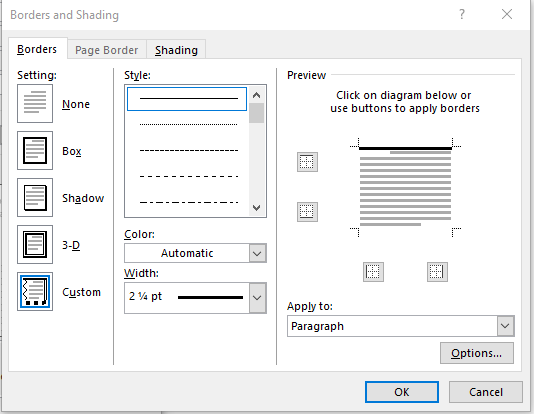 Borders and Shading
?
Borders
Page Border
Shading
Setting:
None
Box
Shadow
3-D
Custom
Style:
Color:
Automatic
Width:
2 ¼ pt
Preview
Click on diagram below or
use buttons to apply borders
Apply to:
Paragraph
Options...
OK
Cancel